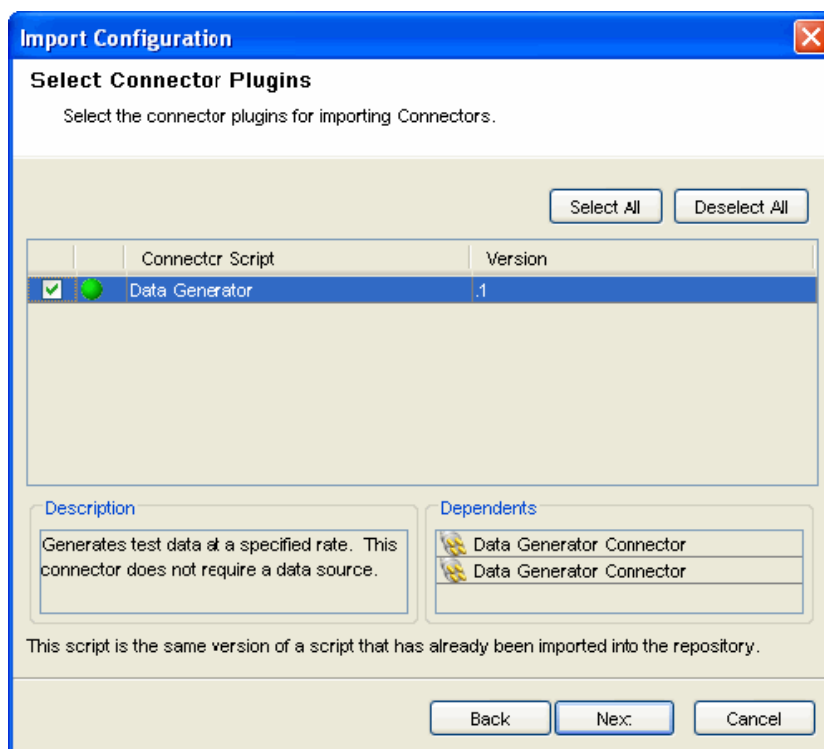 Import Configuration
Select Connector Plugins
Select the connector plugins for importing Connectors.
Select All Deselect All
Connector Script Version
Data Generator .1
Description
Generates test data at a specified rate. This
connector does not require a data source.
Dependents
Data Generator Connector
Data Generator Connector
This script is the same version of a script that has already been imported into the repository.
Back Next Cancel